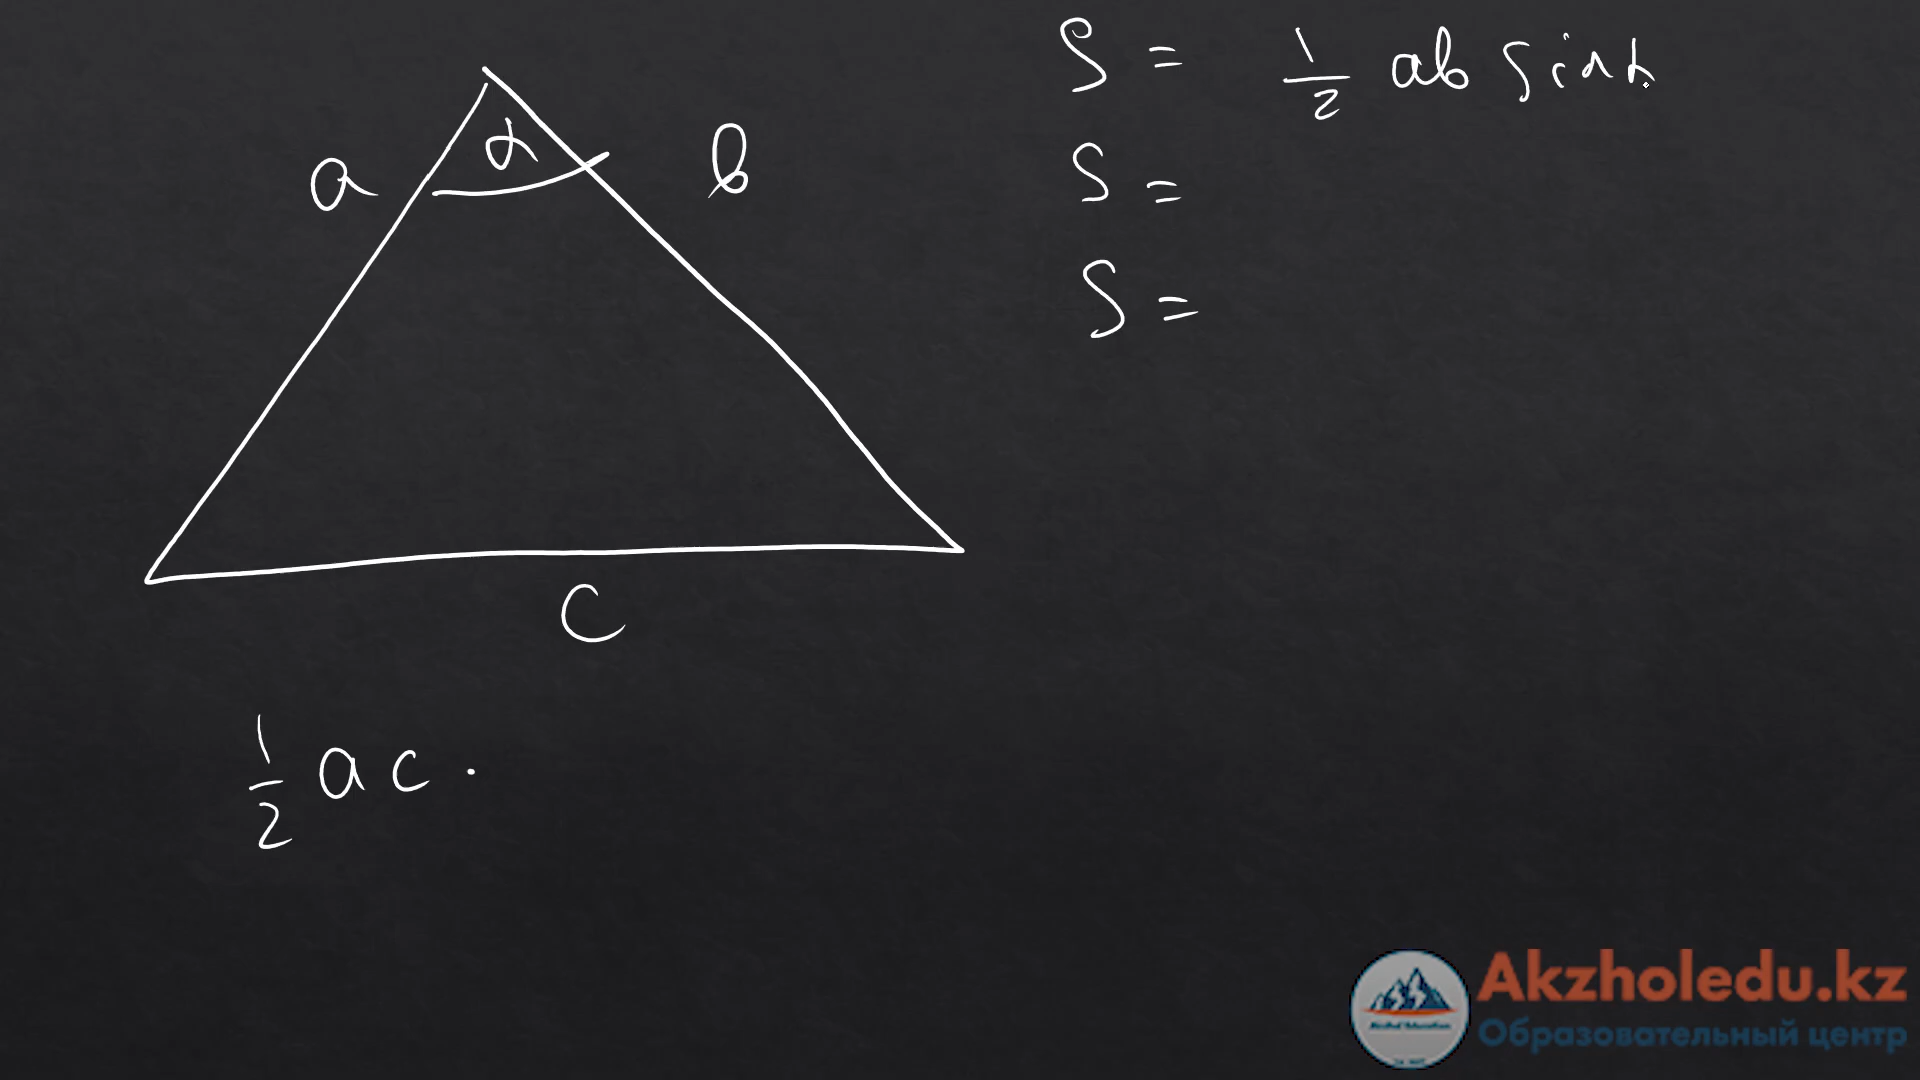 S = 1/2 ab sinα
S =
S =
α
a
b
c
1/2 ac ·
Akzholedu.kz
Образовательный центр